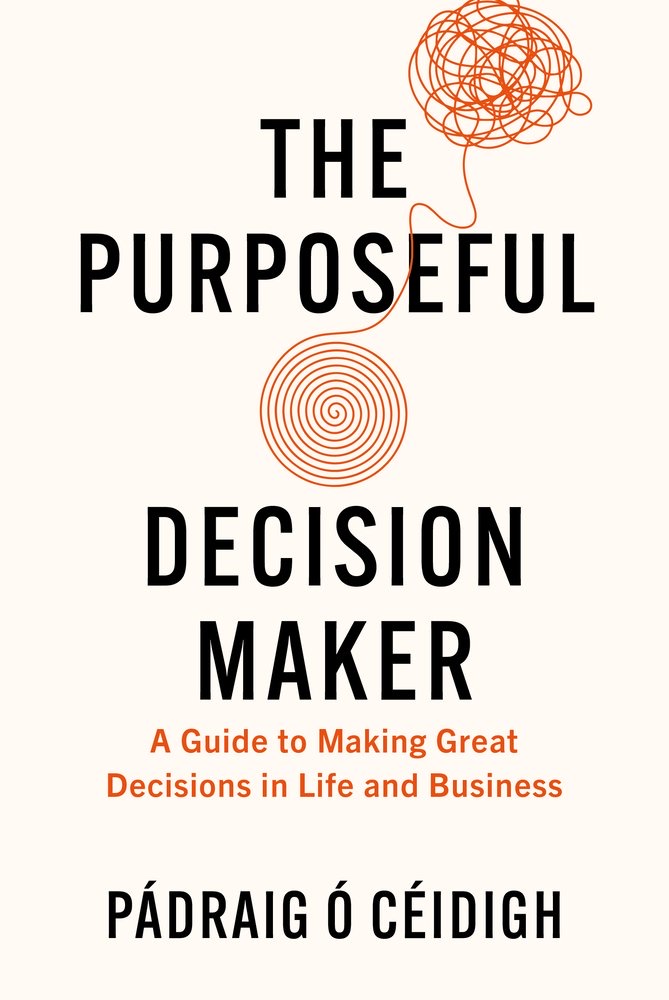 THE
PURPOSEFUL
DECISION
MAKER
A Guide to Making Great
Decisions in Life and Business
PÁDRAIG Ó CÉIDIGH